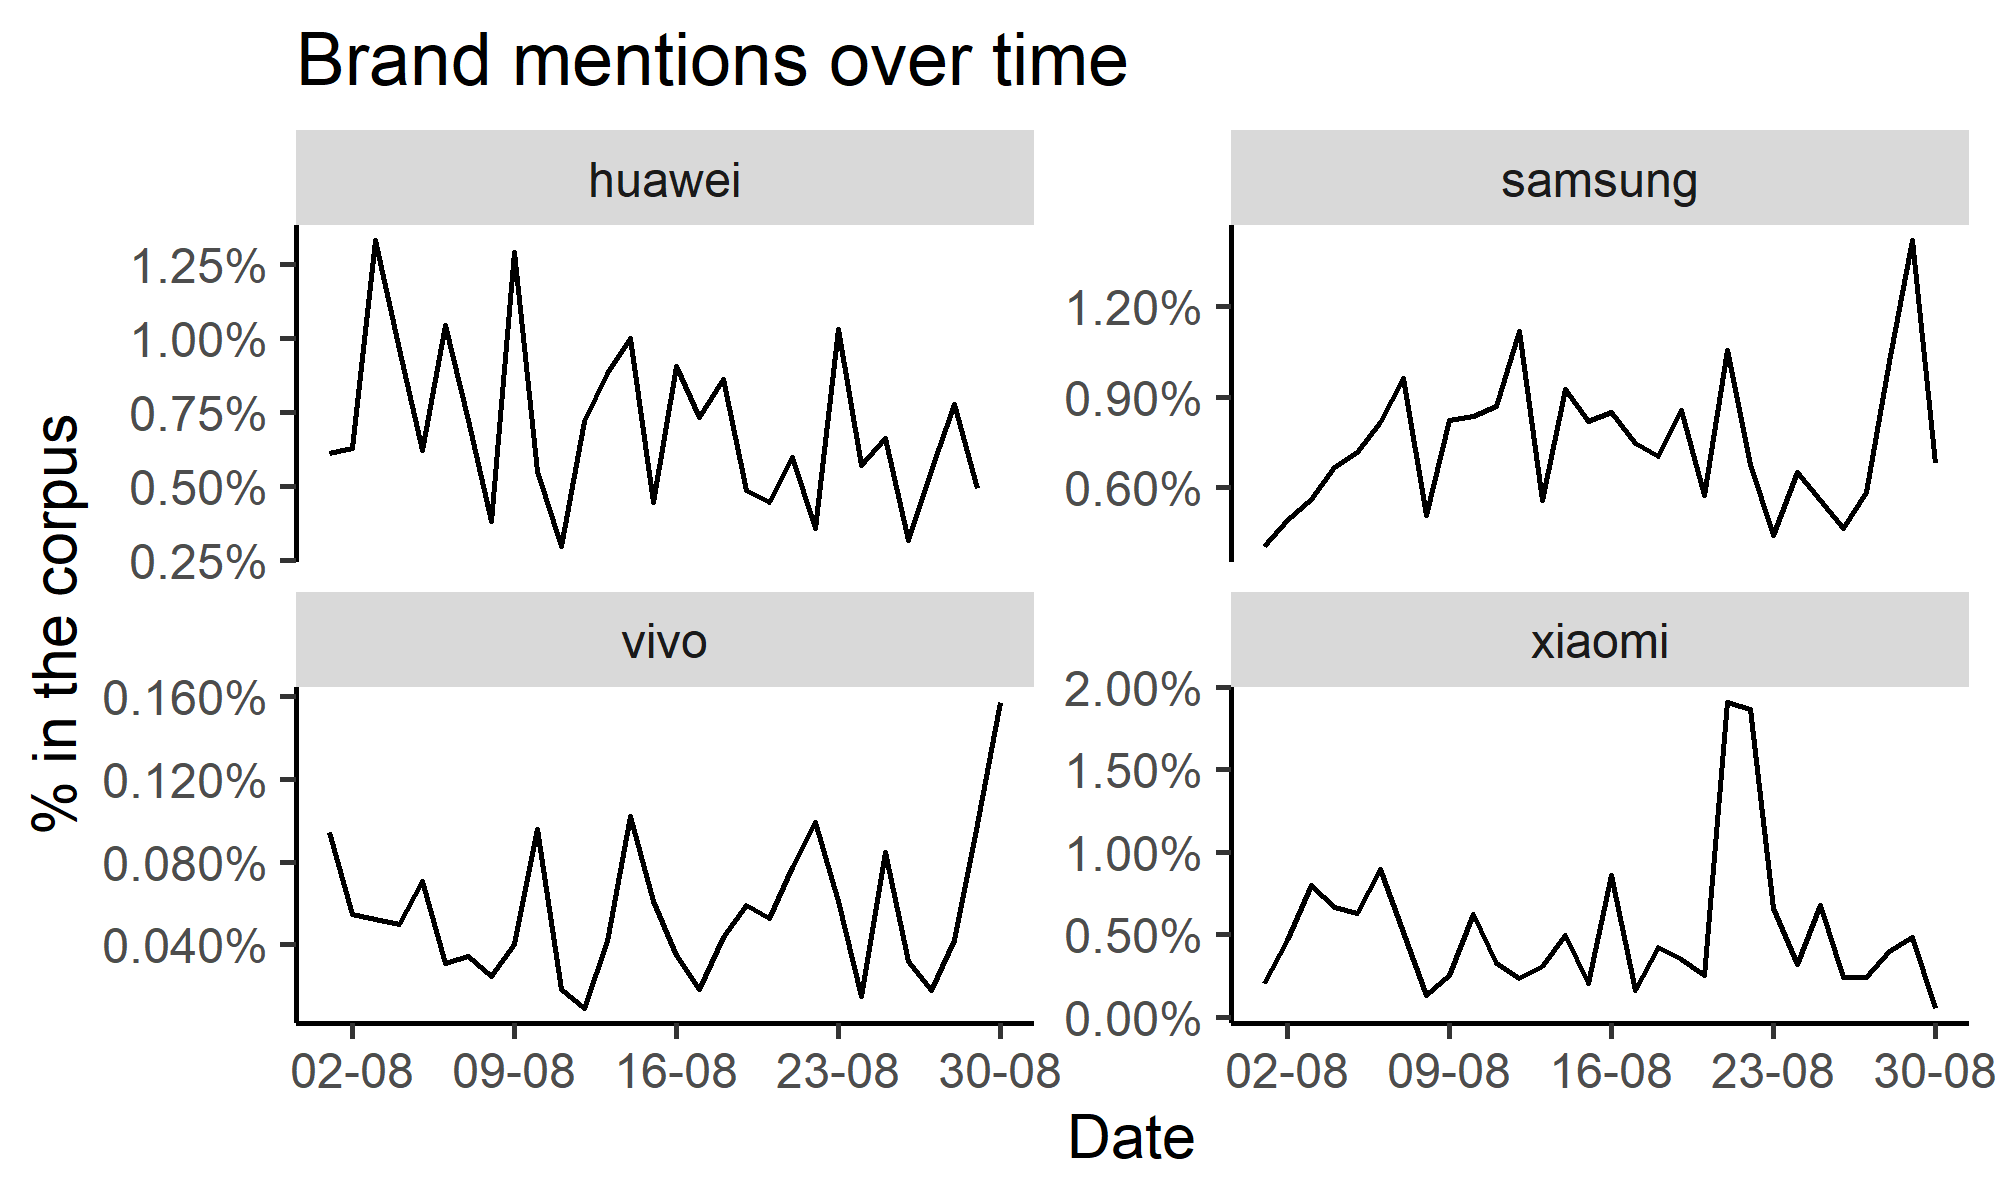 Brand mentions over time
huawei
samsung
1.25%
1.00%
0.75%
0.50%
0.25%
1.20%
0.90%
0.60%
vivo
xiaomi
0.160%
0.120%
0.080%
0.040%
2.00%
1.50%
1.00%
0.50%
0.00%
02-08 09-08 16-08 23-08 30-08
02-08 09-08 16-08 23-08 30-08
Date
% in the corpus